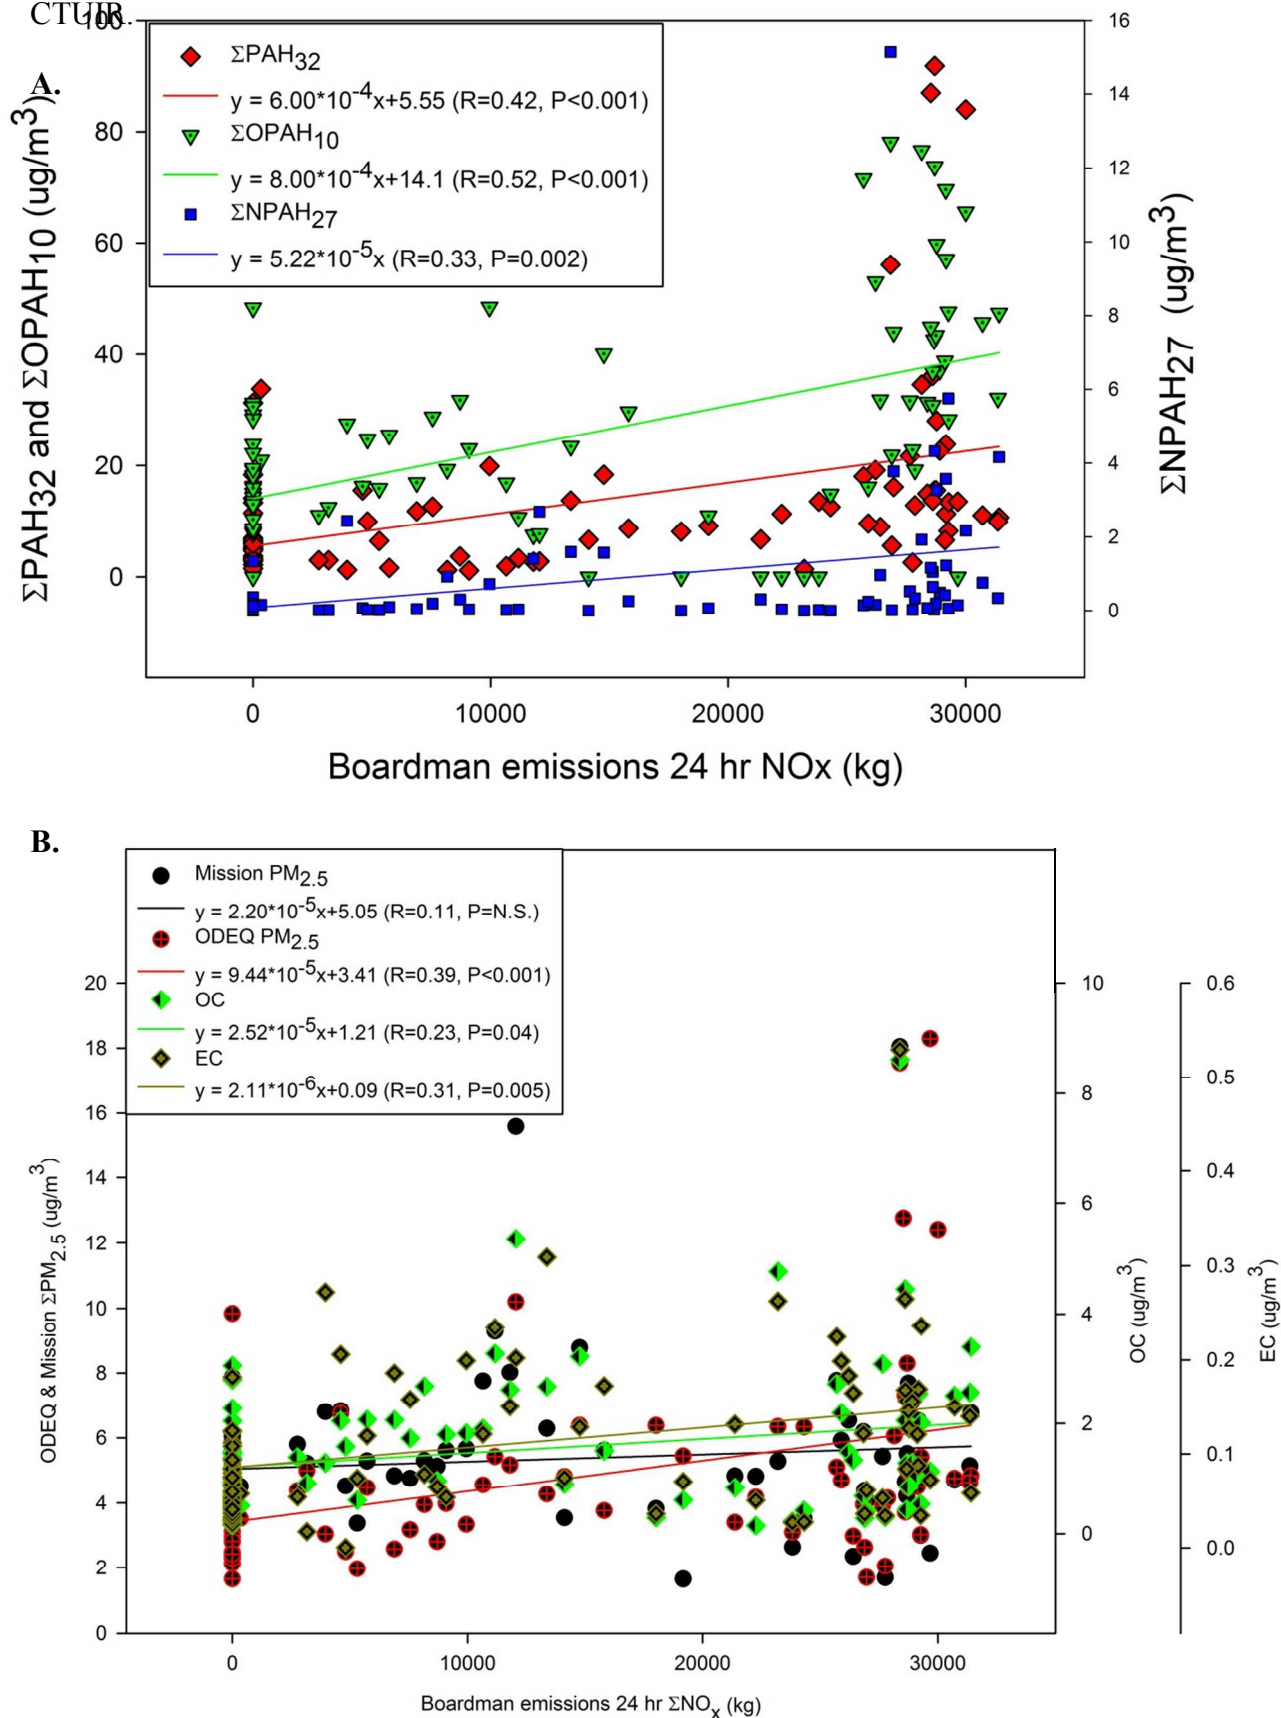 CTUIR.
A.
100
80
60
40
20
0
ΣPAH32 and ΣOPAH10 (ug/m3)
ΣPAH32
y = 6.00*10-4x+5.55 (R=0.42, P<0.001)
ΣOPAH10
y = 8.00*10-4x+14.1 (R=0.52, P<0.001)
ΣNPAH27
y = 5.22*10-5x (R=0.33, P=0.002)
16
14
12
10
8
6
4
2
0
ΣNPAH27 (ug/m3)
0 10000 20000 30000
Boardman emissions 24 hr NOx (kg)
B.
Mission PM2.5
y = 2.20*10-5x+5.05 (R=0.11, P=N.S.)
ODEQ PM2.5
y = 9.44*10-5x+3.41 (R=0.39, P<0.001)
OC
y = 2.52*10-5x+1.21 (R=0.23, P=0.04)
EC
y = 2.11*10-6x+0.09 (R=0.31, P=0.005)
20
18
16
14
12
10
8
6
4
2
0
ODEQ & Mission ΣPM2.5 (ug/m3)
10
8
6
4
2
0
OC (ug/m3)
0.6
0.5
0.4
0.3
0.2
0.1
0.0
EC (ug/m3)
0 10000 20000 30000
Boardman emissions 24 hr ΣNOx (kg)